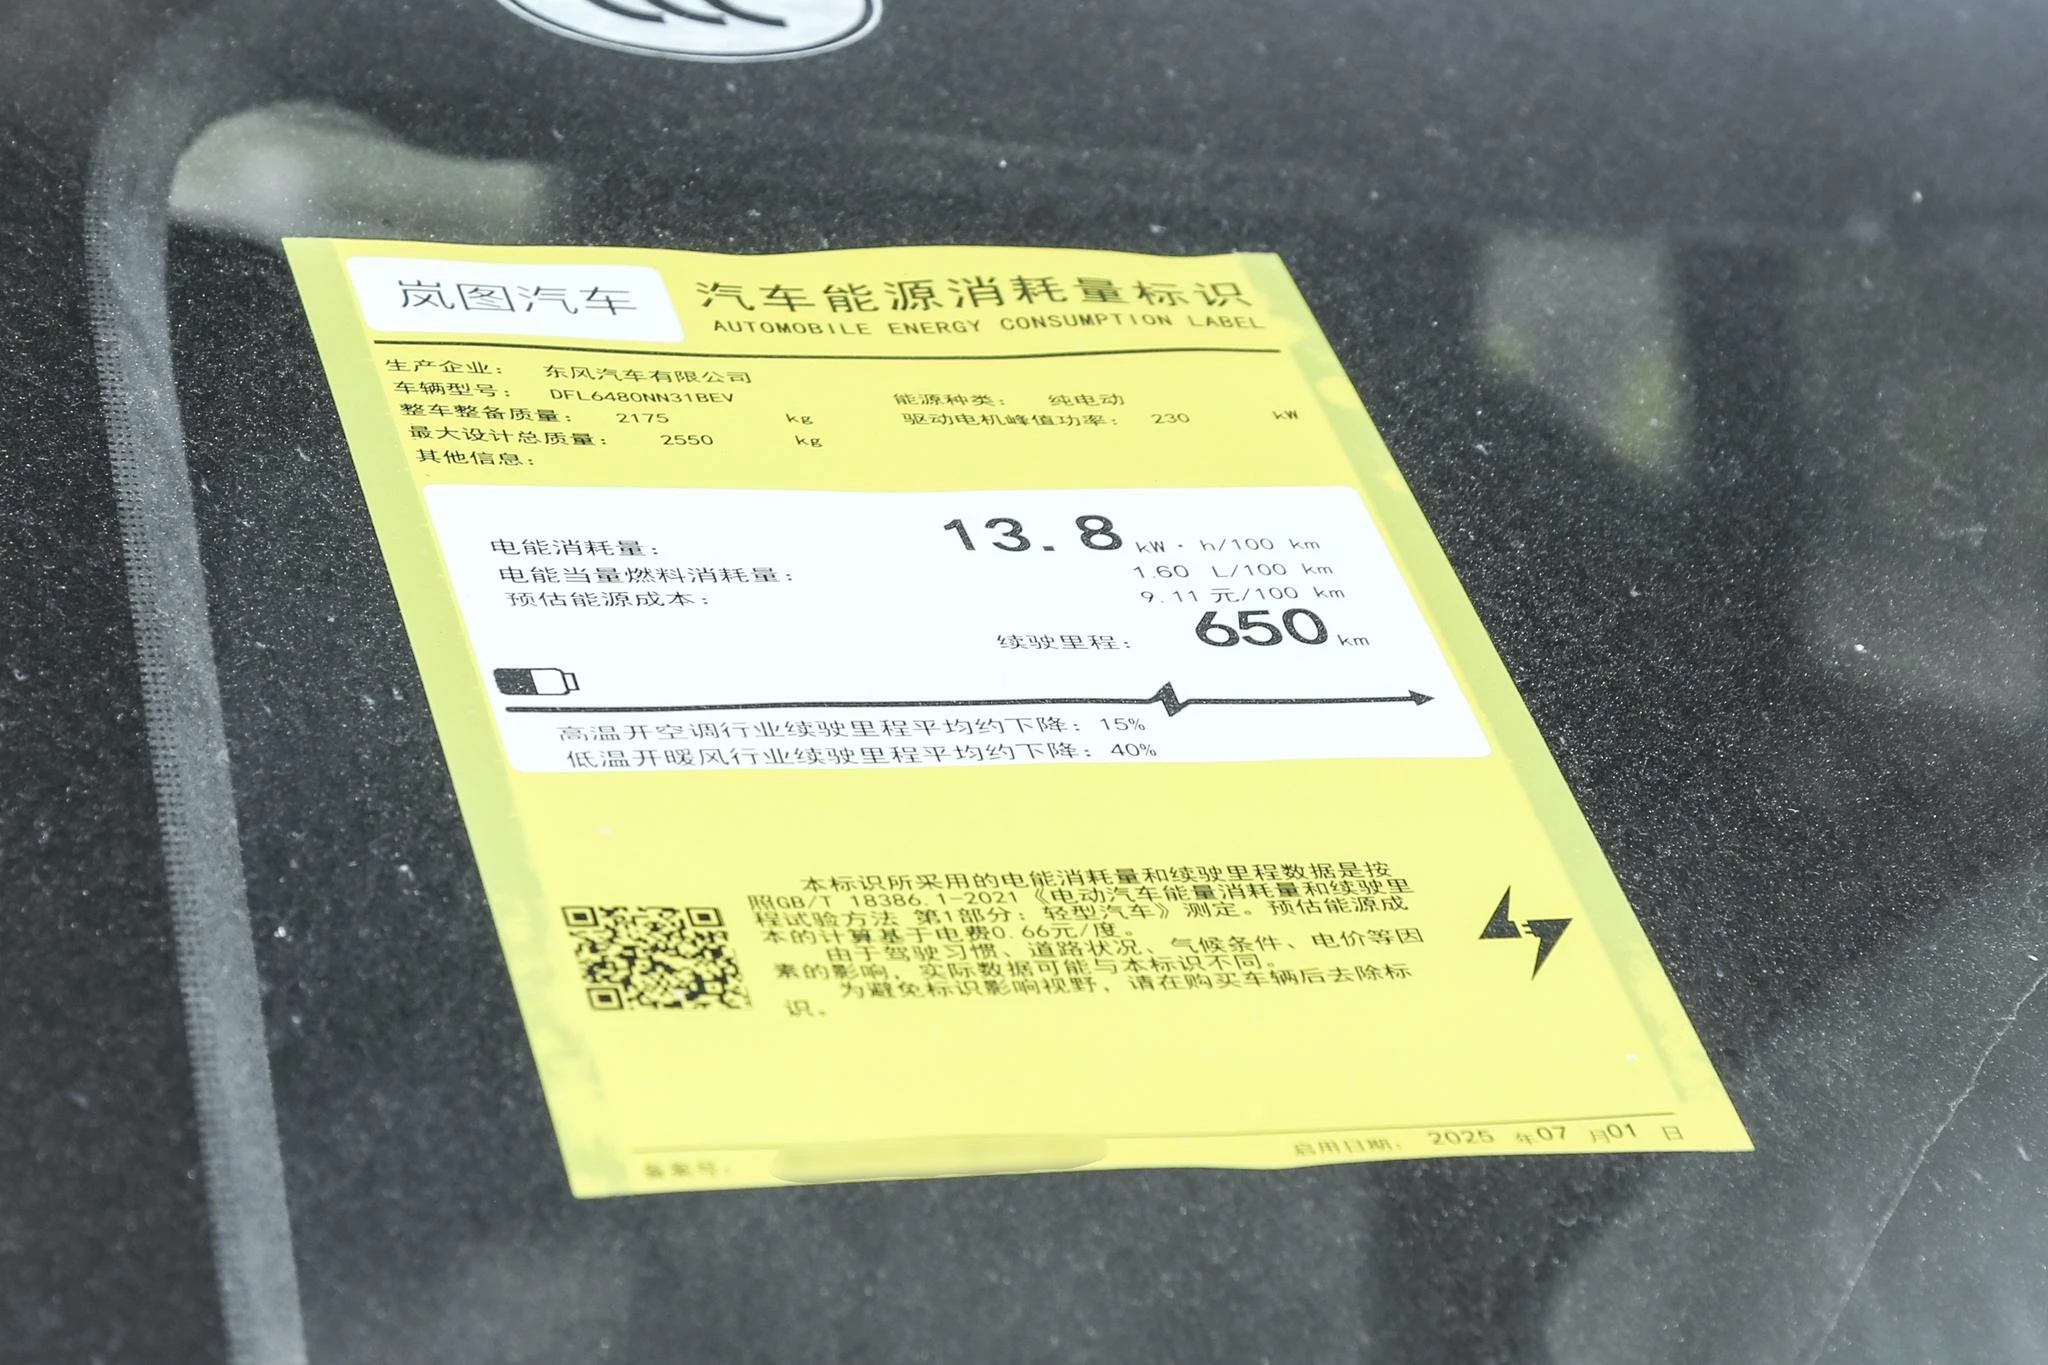 岚图汽车
汽车能源消耗量标识
AUTOMOBILE ENERGY CONSUMPTION LABEL
生产企业： 东风汽车有限公司
车辆型号： DFL6480NN31BEV 能源种类： 纯电动
整车整备质量： 2175 kg 驱动电机峰值功率： 230 kW
最大设计总质量： 2550 kg
其他信息：
电能消耗量： 13.8 kW·h/100 km
电能当量燃料消耗量： 1.60 L/100 km
预估能源成本： 9.11 元/100 km
续驶里程： 650 km
高温开空调行业续驶里程平均约下降： 15%
低温开暖风行业续驶里程平均约下降： 40%
本标识所采用的电能消耗量和续驶里程数据是按
照GB/T 18386.1-2021《电动汽车能量消耗量和续驶里
程试验方法 第1部分：轻型汽车》测定。预估能源成
本的计算基于电费0.66元/度。
由于驾驶习惯、道路状况、气候条件、电价等因
素的影响，实际数据可能与本标识不同。
为避免标识影响视野，请在购买车辆后去除标
识。
备案号：
启用日期： 2025 年07 月01 日